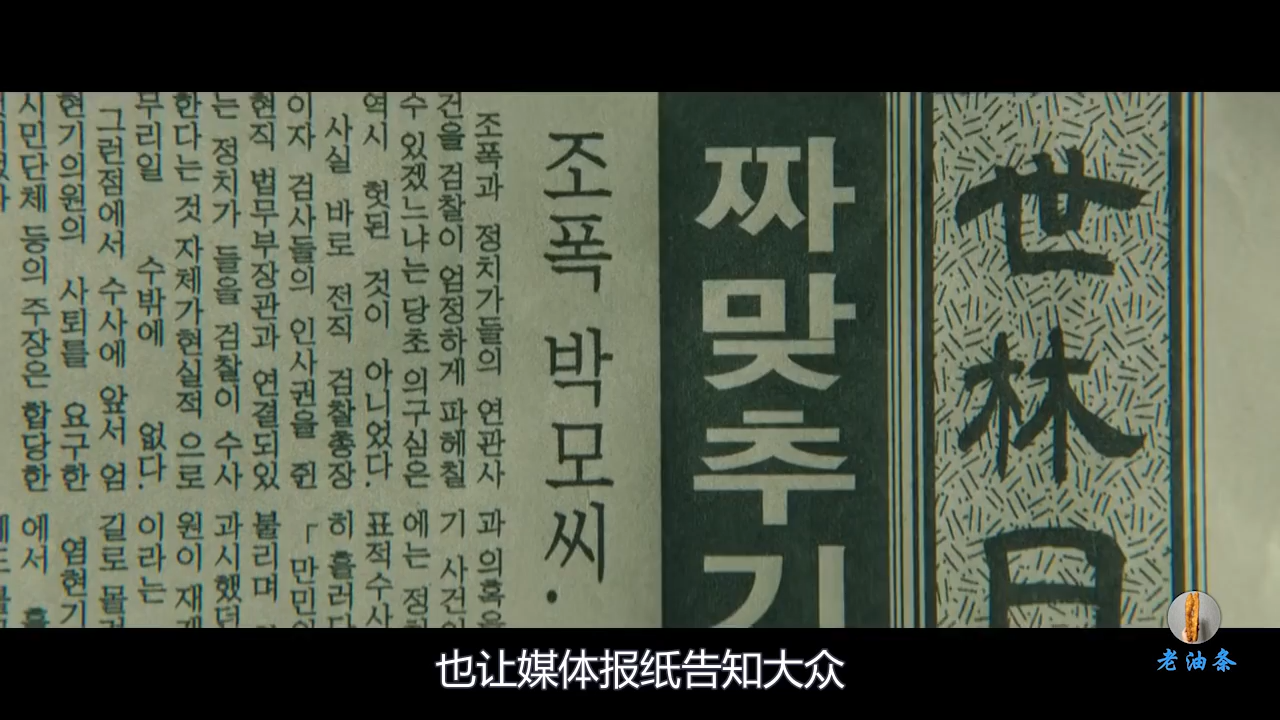 世林日
짜맞추기
조폭 박모씨·
조폭과 정치가들의 연관사
건을 검찰이 엄정하게 파헤칠
수 있겠느냐는 당초 의구심은
역시 헛된 것이 아니었다.
사실 바로 전직 검찰총장
이자 검사들의 인사권을 쥔
현직 법무부장관과 연결되있
는 정치가 들을 검찰이 수사
한다는 것 자체가현실적 으로
무리일 수밖에 없다.
그런점에서 수사에 앞서 엄
현기의원의 사퇴를 요구한
시민단체 등의 주장은 합당한
과의혹
기 사건
에는
표적수사
히 흘러
「만민
불리며
과시했던
원이
이라는
길로
염현기
에서
也让媒体报纸告知大众
老油条